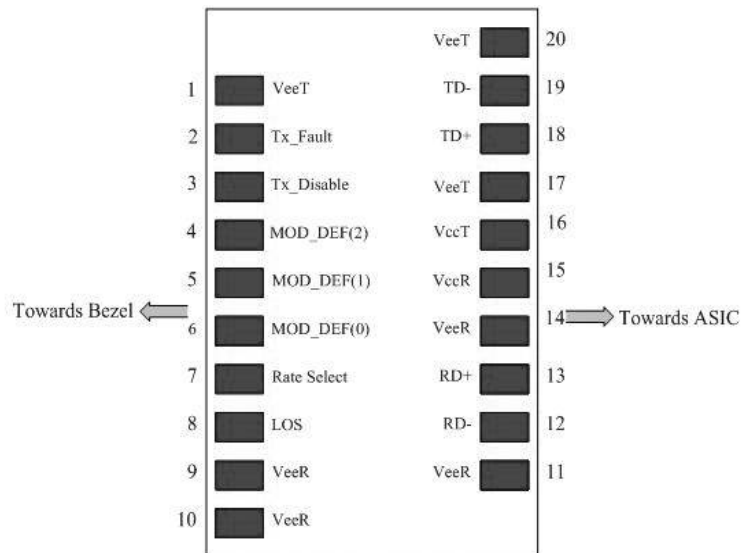 VeeT 20
1 VeeT TD- 19
2 Tx_Fault TD+ 18
3 Tx_Disable VeeT 17
4 MOD_DEF(2) VccT 16
5 MOD_DEF(1) VccR 15
Towards Bezel
6 MOD_DEF(0) VeeR 14
Towards ASIC
7 Rate Select RD+ 13
8 LOS RD- 12
9 VeeR VeeR 11
10 VeeR